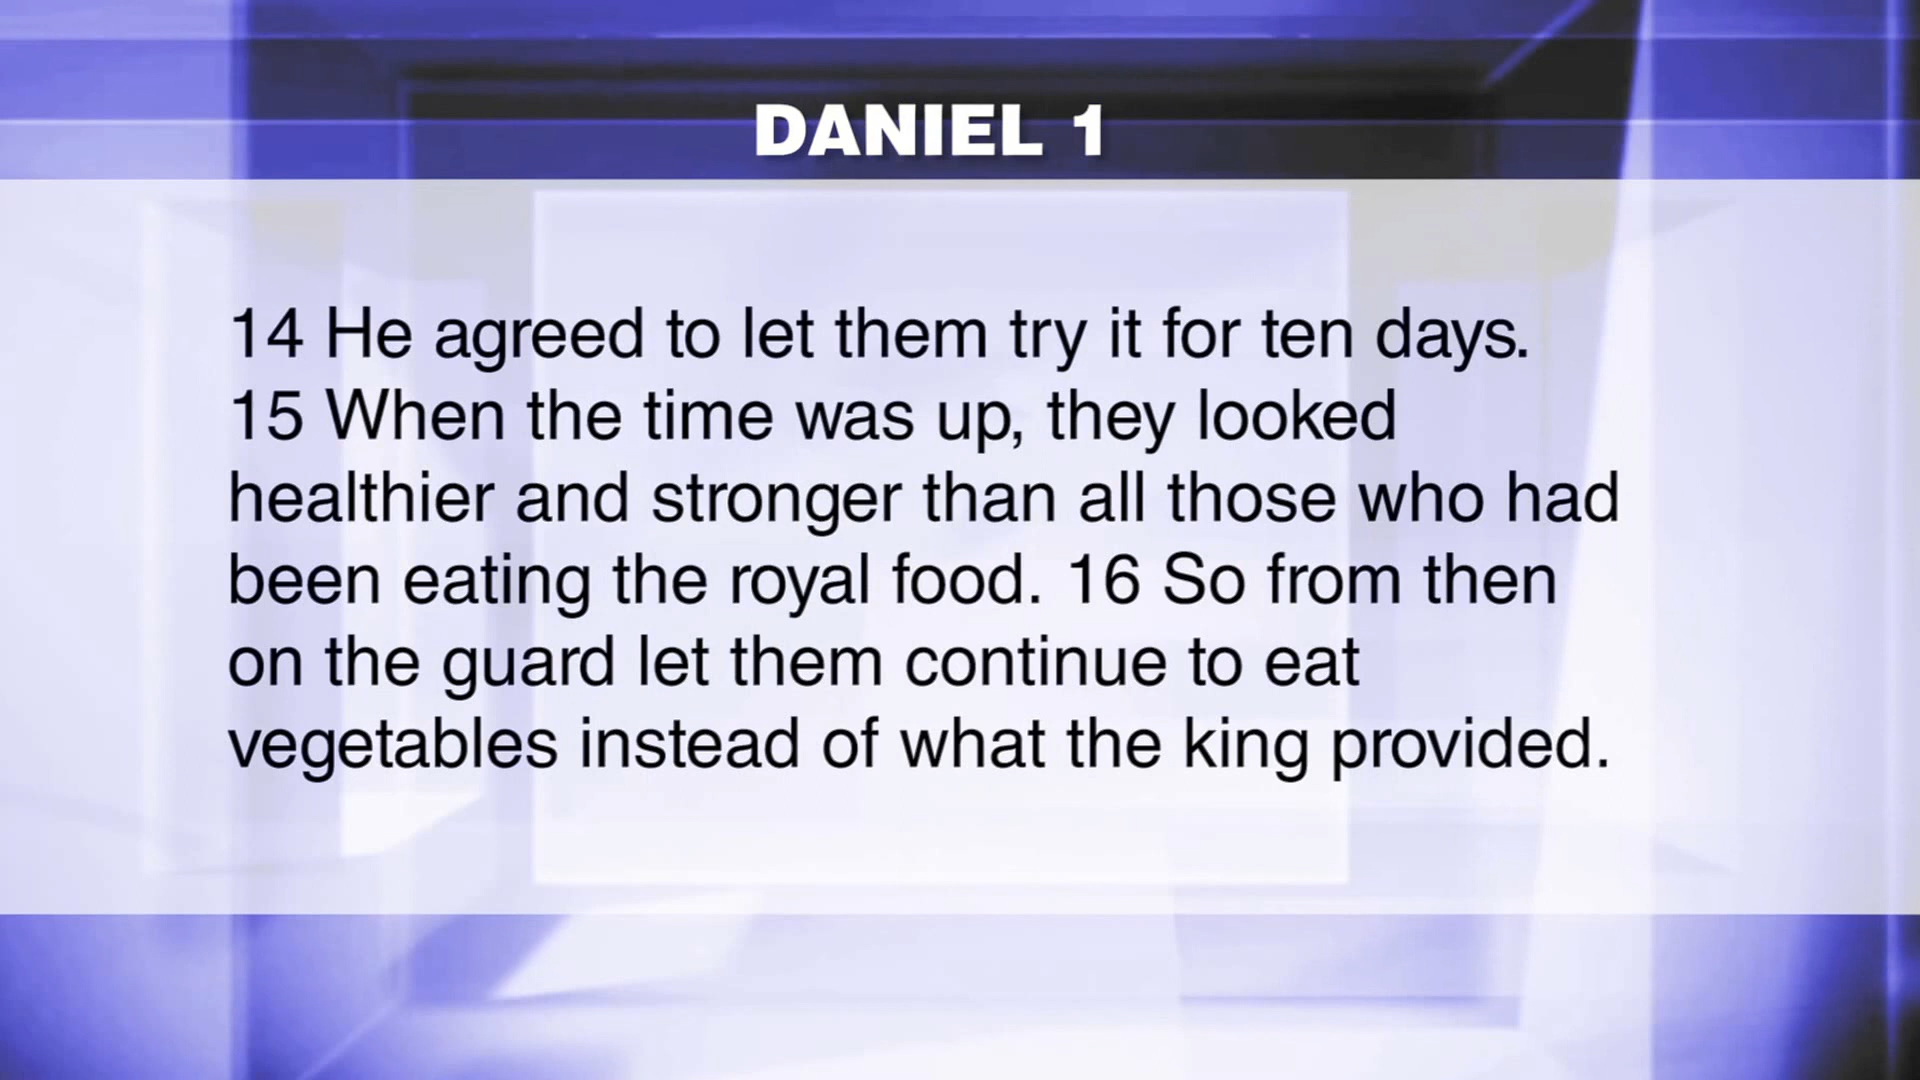 DANIEL 1
14 He agreed to let them try it for ten days.
15 When the time was up, they looked
healthier and stronger than all those who had
been eating the royal food. 16 So from then
on the guard let them continue to eat
vegetables instead of what the king provided.